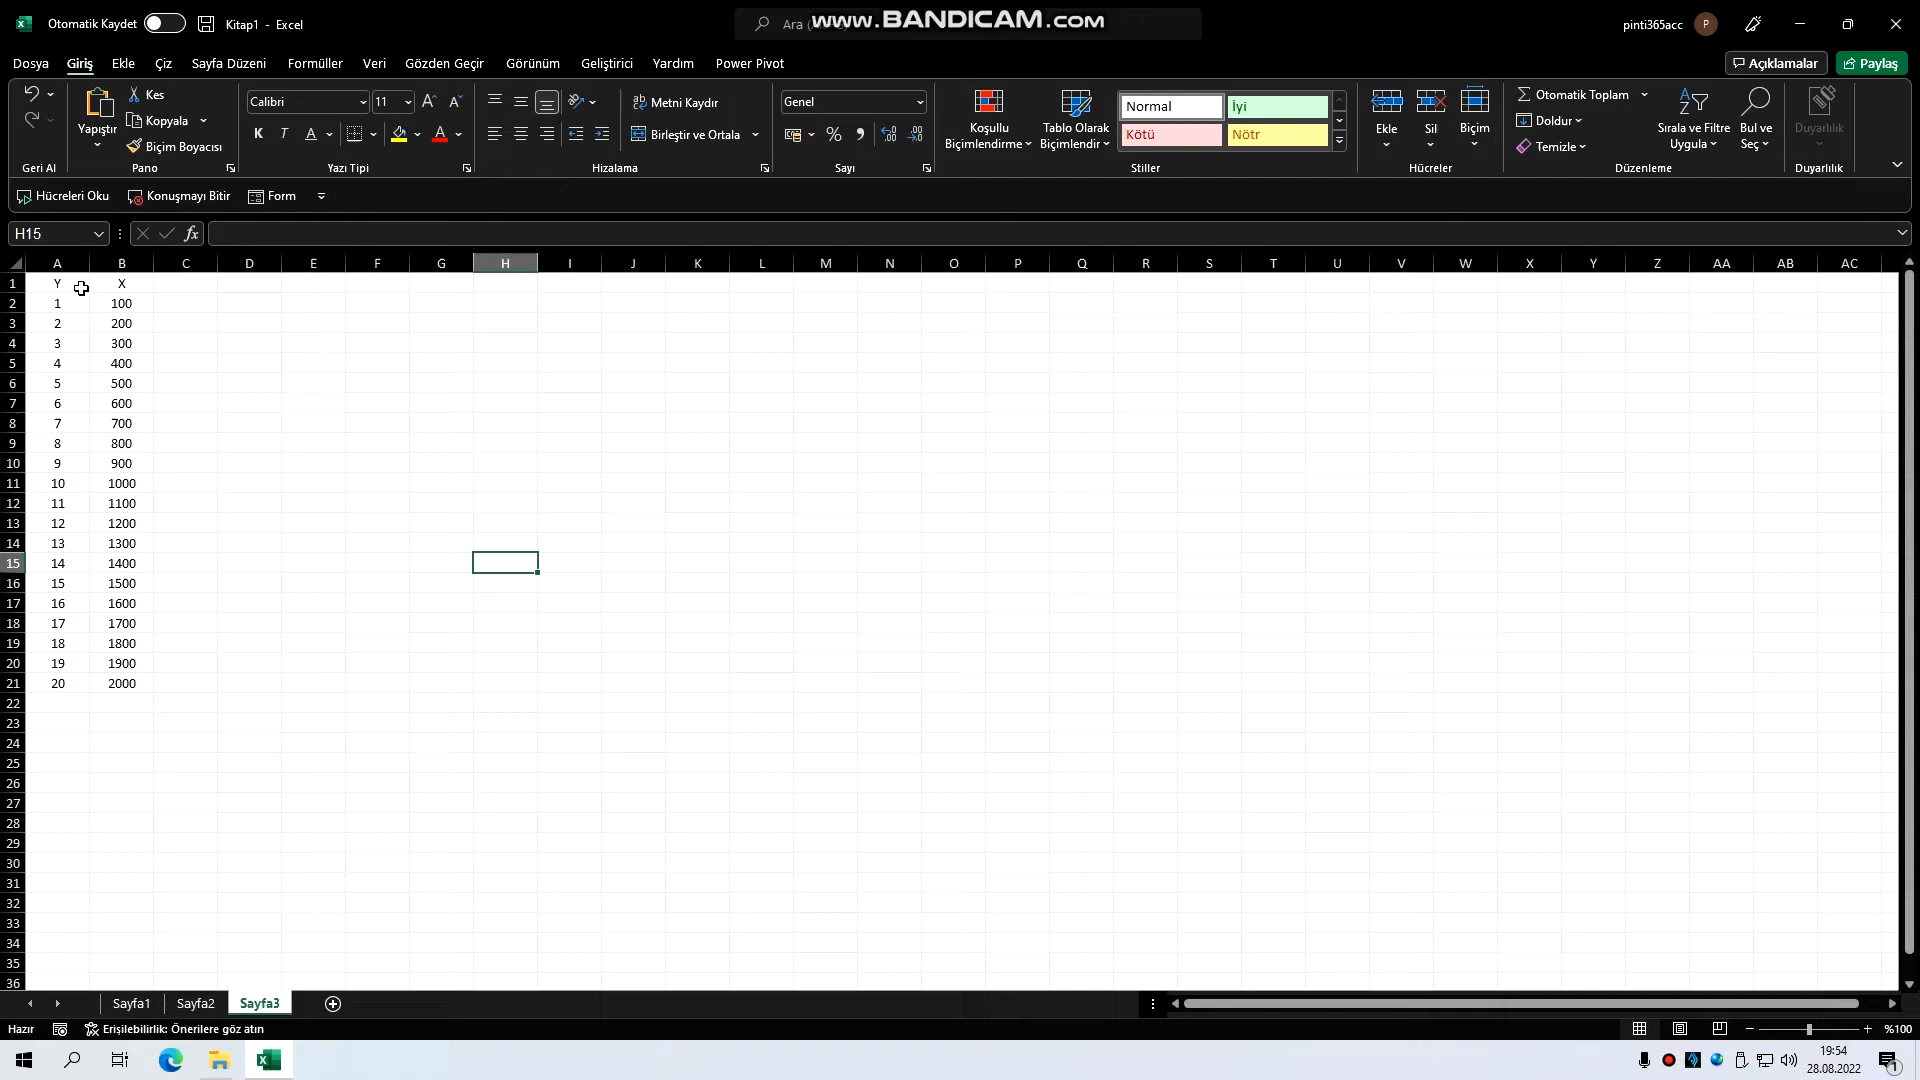 Otomatik Kaydet
Kitap1 - Excel
Ara
www.BANDICAM.com
pinti365acc
P
Dosya Giriş Ekle Çiz Sayfa Düzeni Formüller Veri Gözden Geçir Görünüm Geliştirici Yardım Power Pivot
Açıklamalar
Paylaş
Geri Al
Yapıştır
Kes
Kopyala
Biçim Boyacısı
Pano
Calibri
11
K T A A
Yazı Tipi
Metni Kaydır
Birleştir ve Ortala
Hizalama
Genel
%
Sayı
Koşullu
Biçimlendirme
Tablo Olarak
Biçimlendir
Normal
İyi
Kötü
Nötr
Stiller
Ekle
Sil
Biçim
Hücreler
Otomatik Toplam
Doldur
Temizle
Sırala ve Filtre
Uygula
Bul ve
Seç
Düzenleme
Duyarlılık
Duyarlılık
Hücreleri Oku
Konuşmayı Bitir
Form
H15
fx
A B C D E F G H I J K L M N O P Q R S T U V W X Y Z AA AB AC
1 Y X
2 1 100
3 2 200
4 3 300
5 4 400
6 5 500
7 6 600
8 7 700
9 8 800
10 9 900
11 10 1000
12 11 1100
13 12 1200
14 13 1300
15 14 1400
16 15 1500
17 16 1600
18 17 1700
19 18 1800
20 19 1900
21 20 2000
22
23
24
25
26
27
28
29
30
31
32
33
34
35
36
Sayfa1 Sayfa2 Sayfa3
Hazır
Erişilebilirlik: Önerilere göz atın
%100
19:54
28.08.2022
1